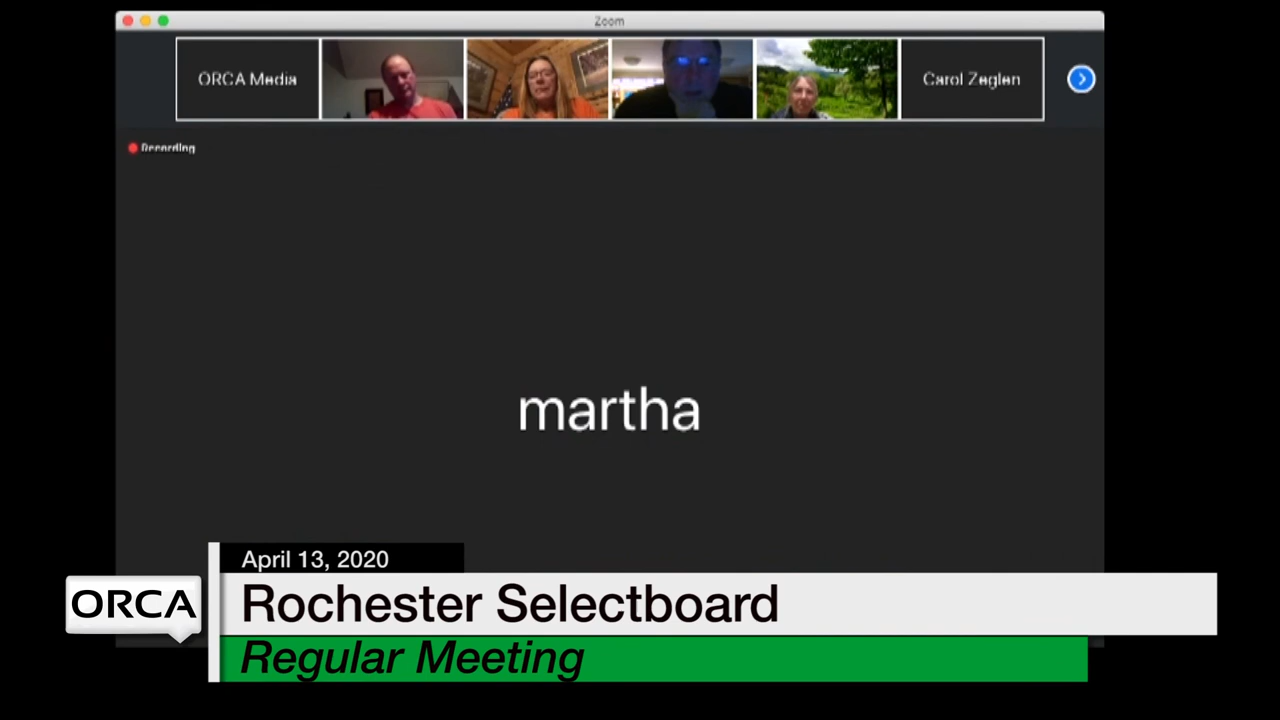 Zoom
ORCA Media
Carol Zeglen
Recording
martha
April 13, 2020
ORCA
Rochester Selectboard
Regular Meeting